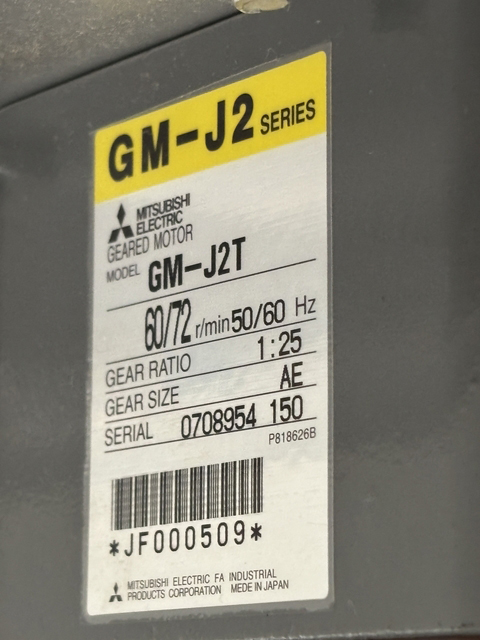 GM-J2 SERIES
MITSUBISHI
ELECTRIC
GEARED MOTOR
MODEL GM-J2T
60/72 r/min 50/60 Hz
GEAR RATIO 1:25
GEAR SIZE AE
SERIAL 0708954 150
P818626B
*JF000509*
MITSUBISHI ELECTRIC FA INDUSTRIAL
PRODUCTS CORPORATION MADE IN JAPAN